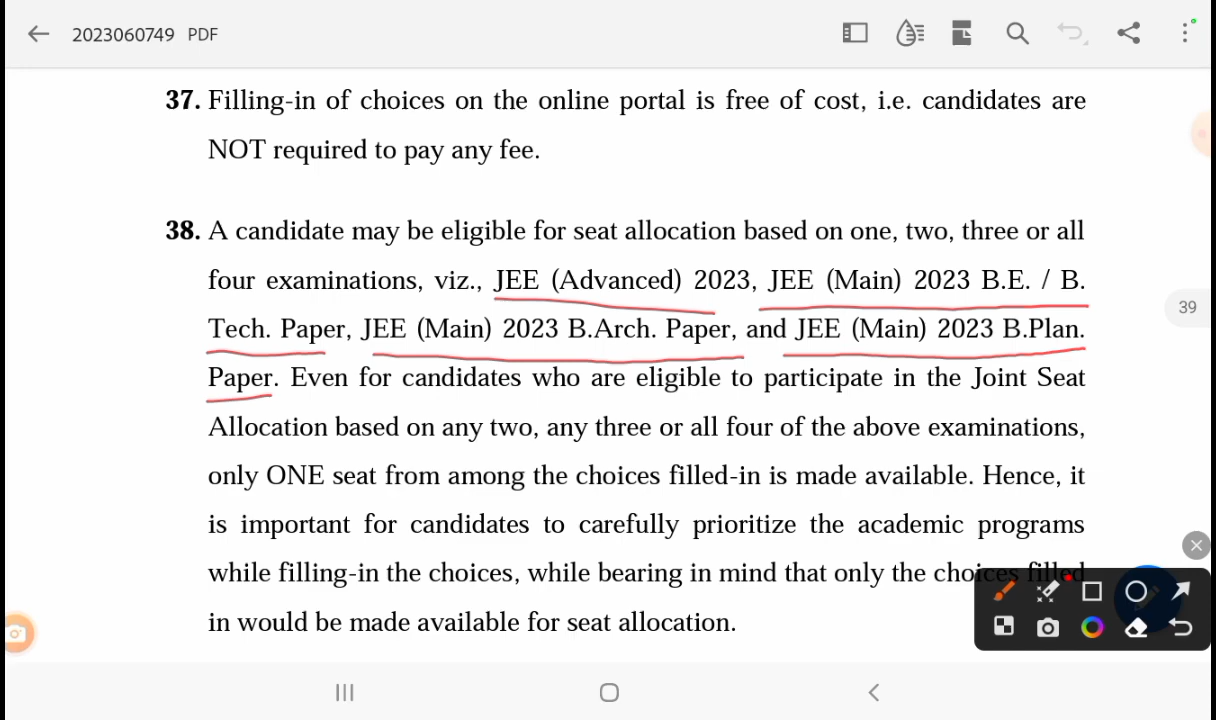 2023060749 PDF
37. Filling-in of choices on the online portal is free of cost, i.e. candidates are
NOT required to pay any fee.
38. A candidate may be eligible for seat allocation based on one, two, three or all
four examinations, viz., JEE (Advanced) 2023, JEE (Main) 2023 B.E. / B.
Tech. Paper, JEE (Main) 2023 B.Arch. Paper, and JEE (Main) 2023 B.Plan.
39
Paper. Even for candidates who are eligible to participate in the Joint Seat
Allocation based on any two, any three or all four of the above examinations,
only ONE seat from among the choices filled-in is made available. Hence, it
is important for candidates to carefully prioritize the academic programs
while filling-in the choices, while bearing in mind that only the choices filled
in would be made available for seat allocation.